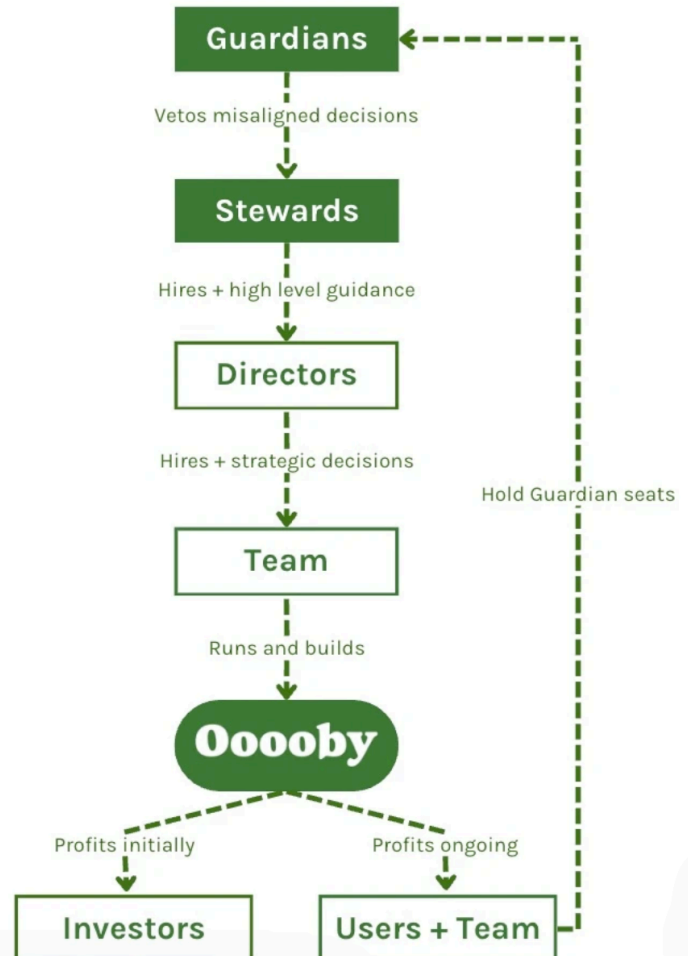 Guardians
Vetos misaligned decisions
Stewards
Hires + high level guidance
Directors
Hires + strategic decisions
Hold Guardian seats
Team
Runs and builds
Ooooby
Profits initially
Profits ongoing
Investors
Users + Team